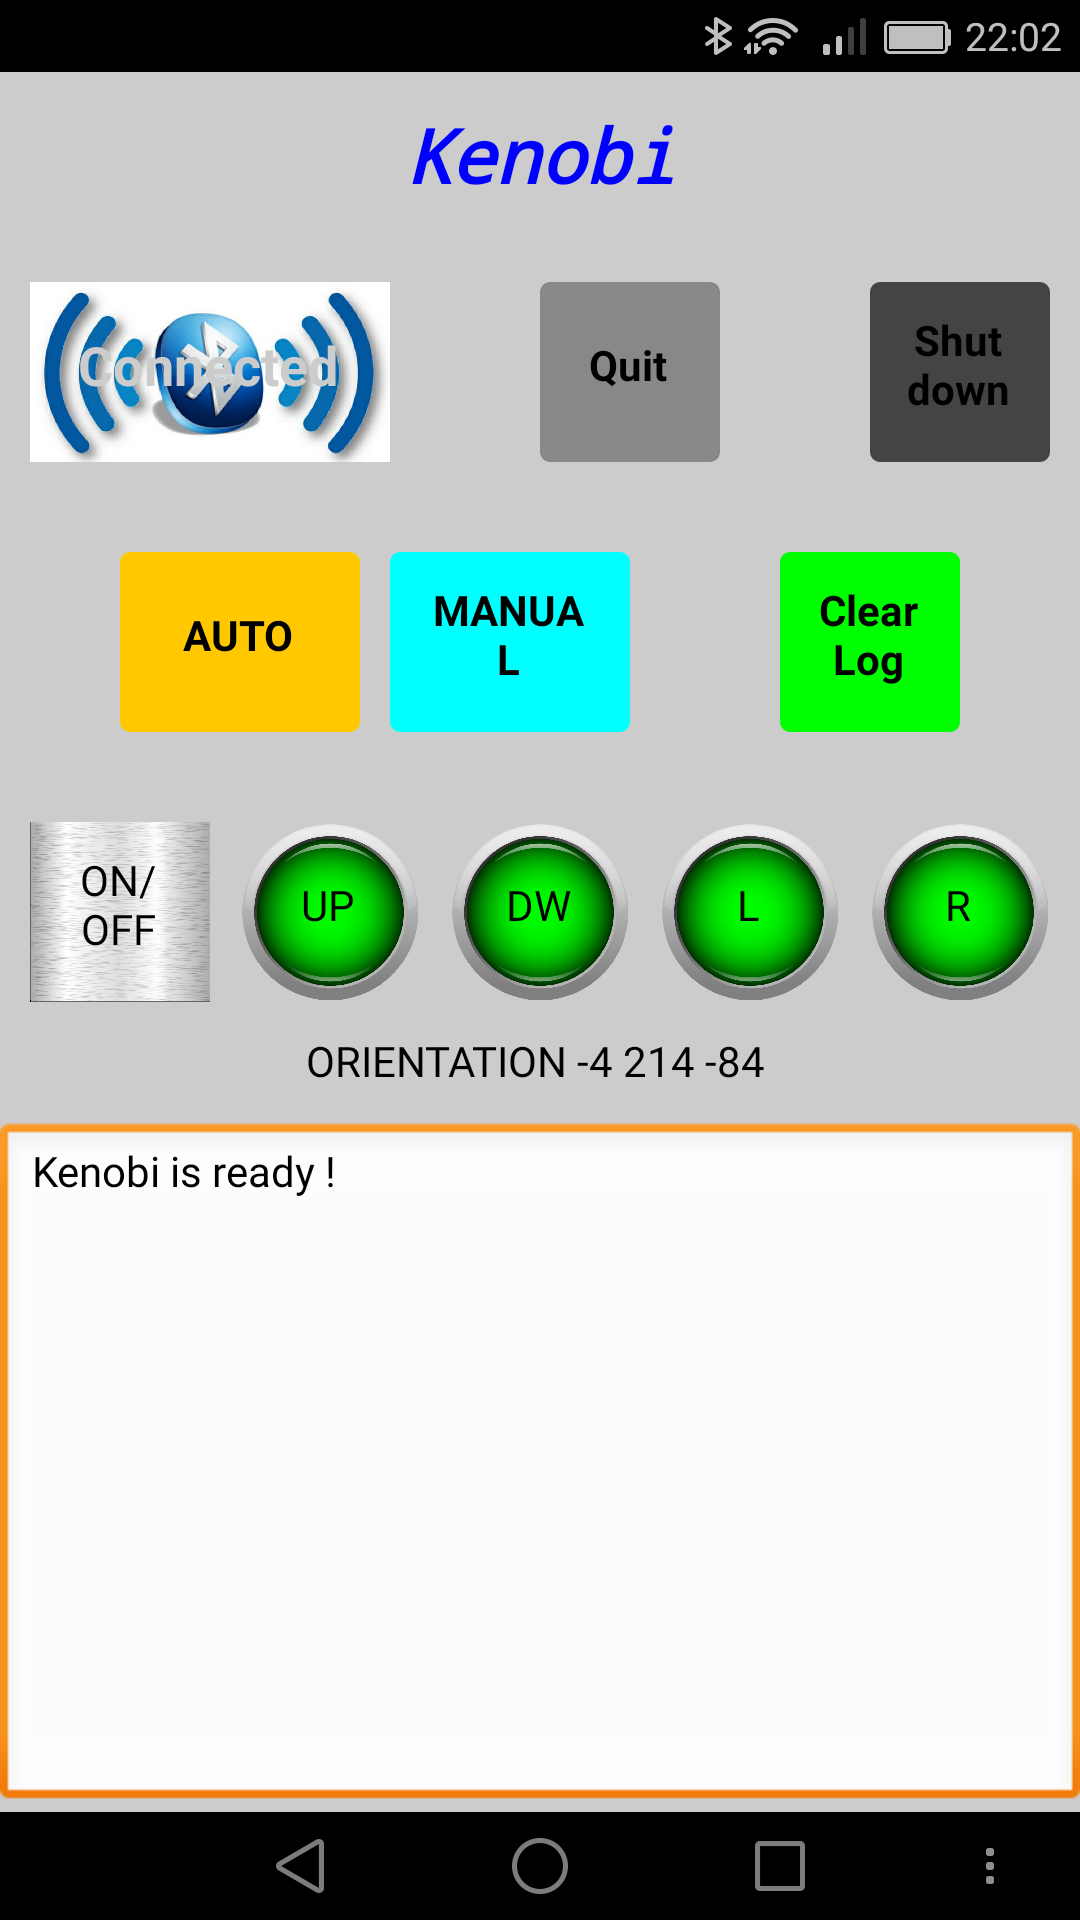 22:02
Kenobi
Connected
Quit
Shut
down
AUTO
MANUA
L
Clear
Log
ON/
OFF
UP
DW
L
R
ORIENTATION -4 214 -84
Kenobi is ready !